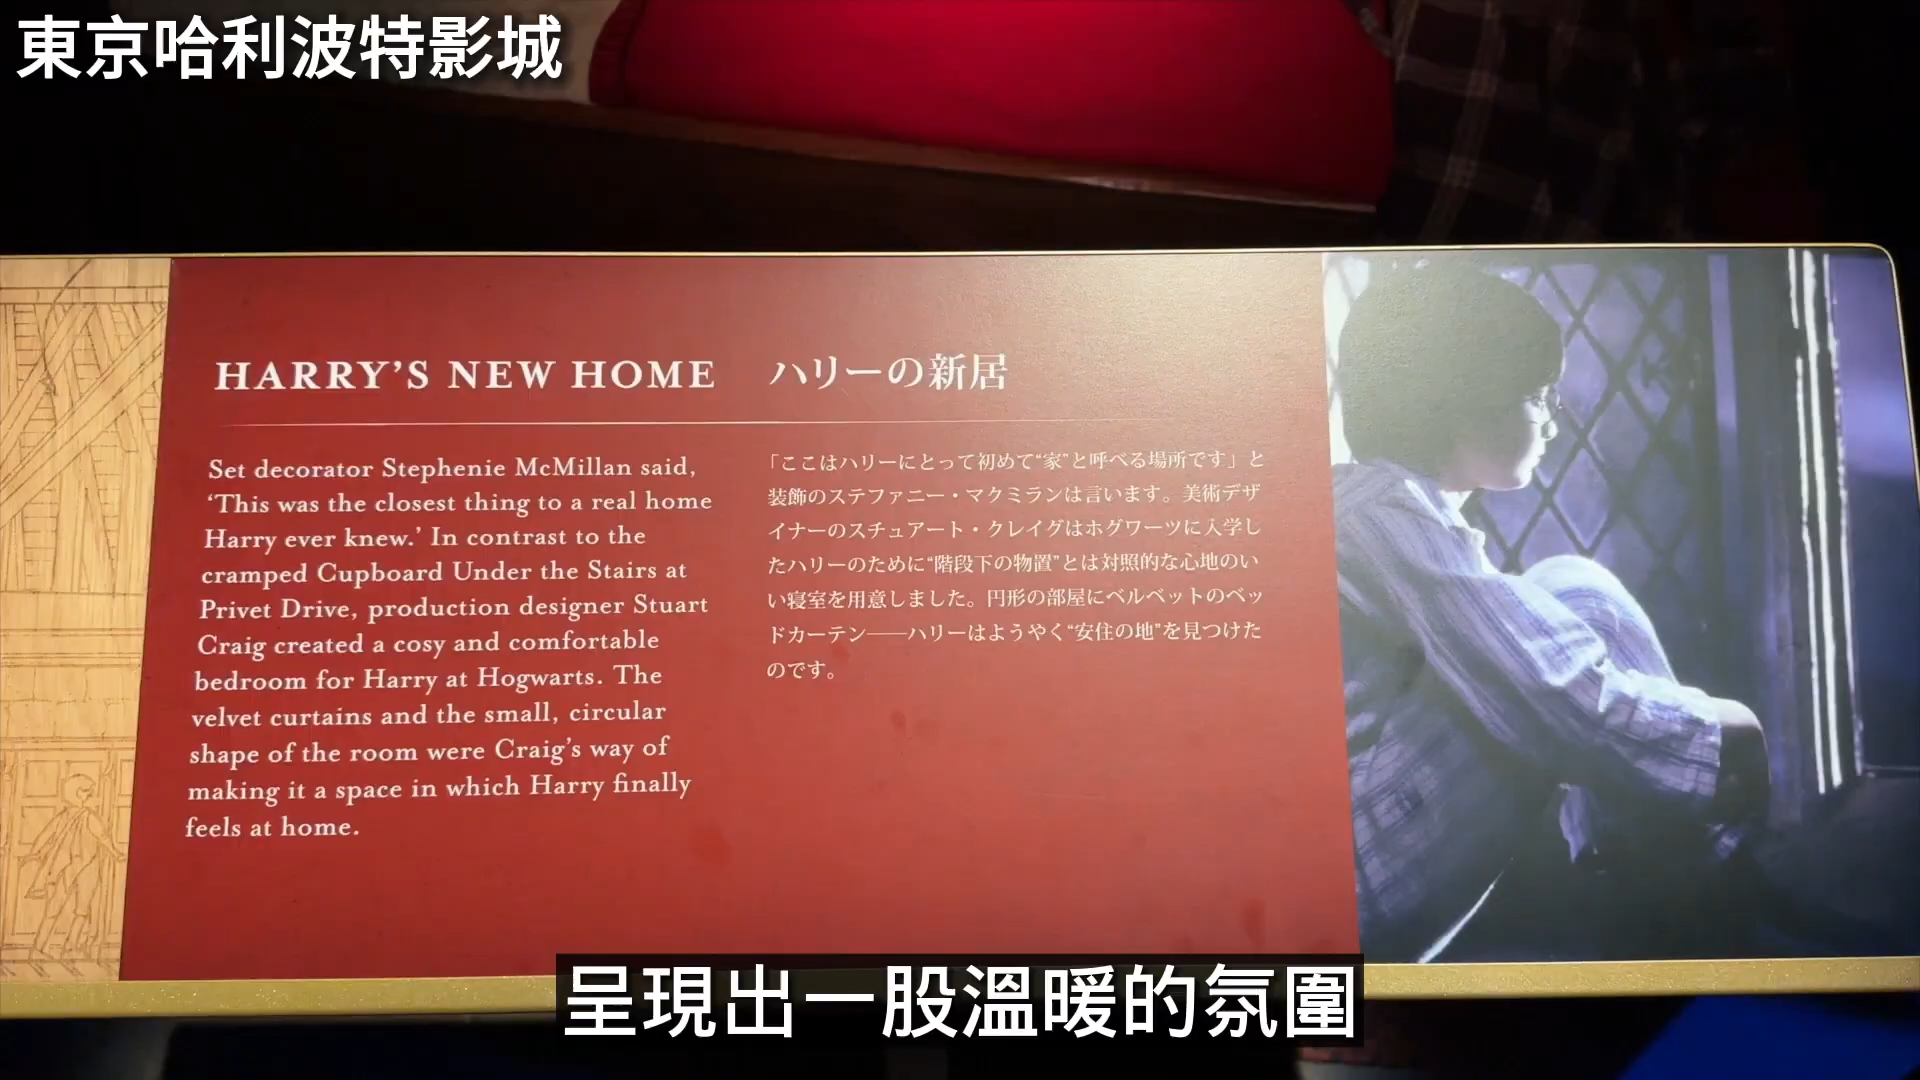 東京哈利波特影城
HARRY'S NEW HOME
Set decorator Stephenie McMillan said,
‘This was the closest thing to a real home
Harry ever knew.’ In contrast to the
cramped Cupboard Under the Stairs at
Privet Drive, production designer Stuart
Craig created a cosy and comfortable
bedroom for Harry at Hogwarts. The
velvet curtains and the small, circular
shape of the room were Craig’s way of
making it a space in which Harry finally
feels at home.
ハリーの新居
「ここはハリーにとって初めて“家”と呼べる場所です」と
装飾のステファニー・マクミランは言います。美術デザ
イナーのスチュアート・クレイグはホグワーツに入学し
たハリーのために“階段下の物置”とは対照的な心地のい
い寝室を用意しました。円形の部屋にベルベットのベッ
ドカーテン──ハリーはようやく“安住の地”を見つけた
のです。
呈現出一股溫暖的氛圍